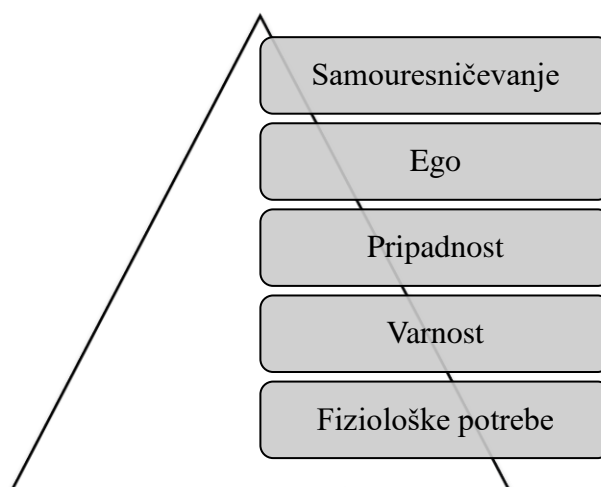 Samouresničevanje
Ego
Pripadnost
Varnost
Fiziološke potrebe